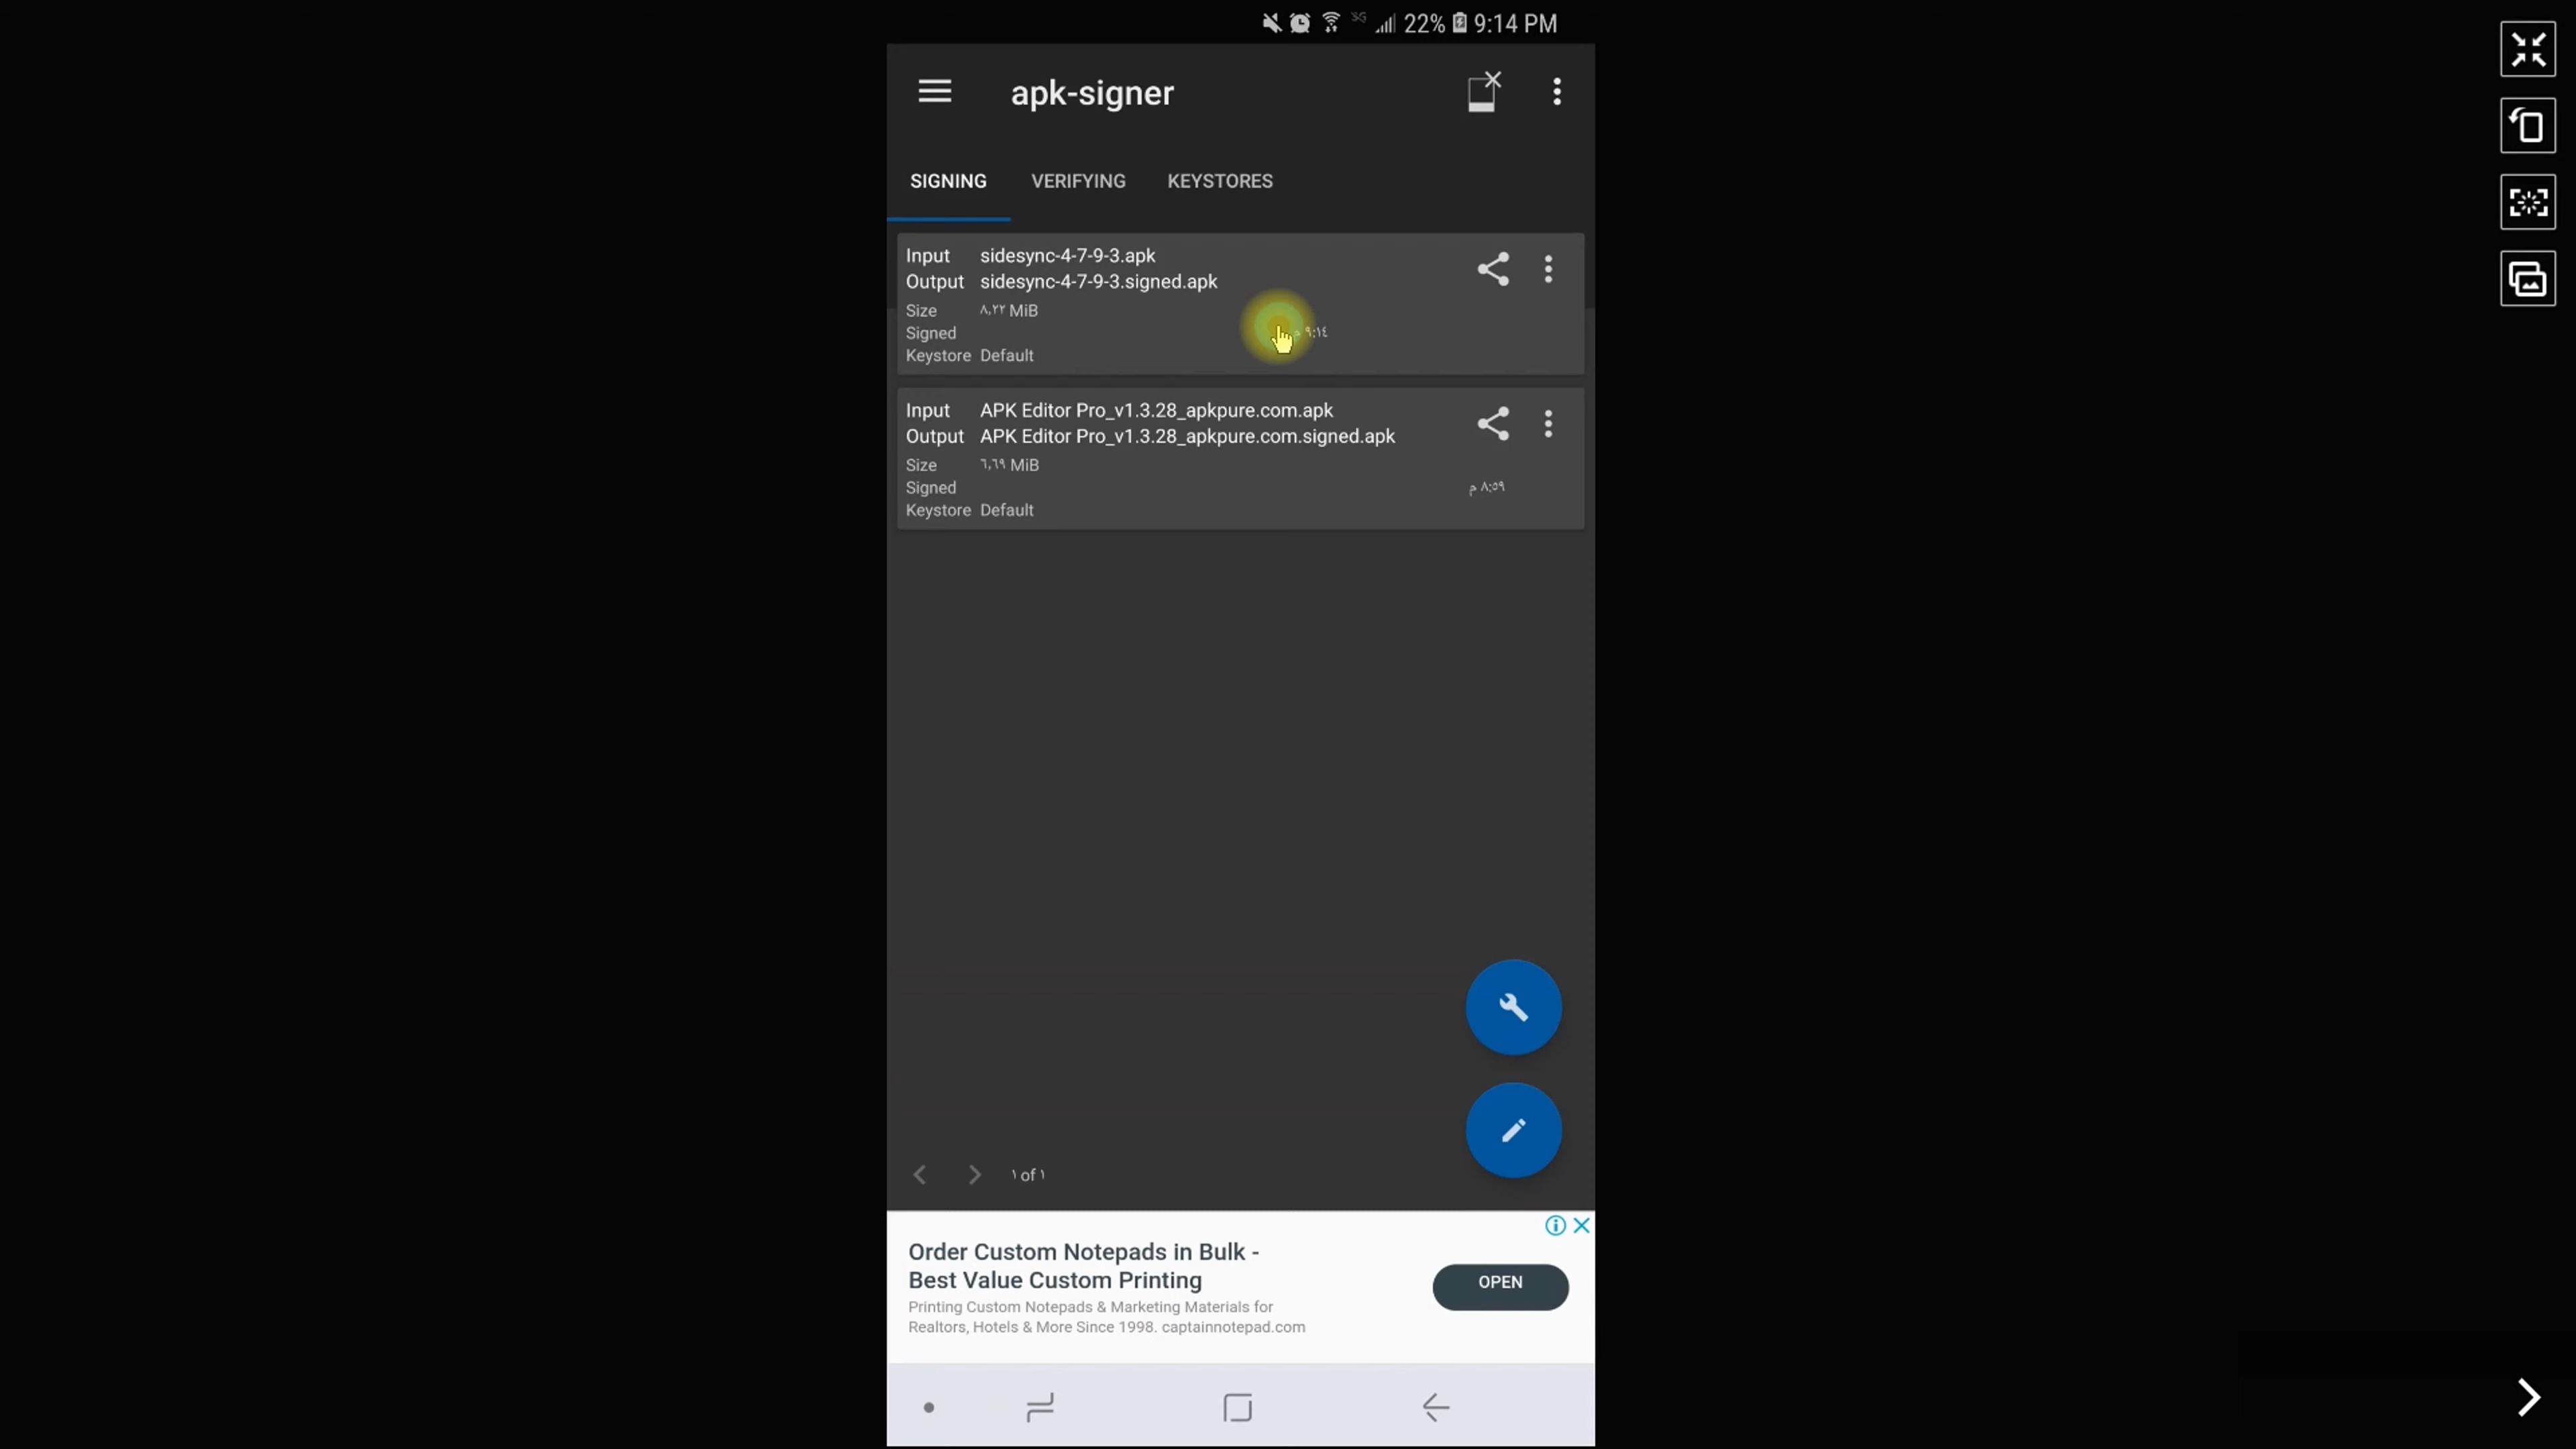 22% 9:14 PM
apk-signer
SIGNING VERIFYING KEYSTORES
Input sidesync-4-7-9-3.apk
Output sidesync-4-7-9-3.signed.apk
Size ٨٫٢٢ MiB
Signed ٩:١٤ م
Keystore Default
Input APK Editor Pro_v1.3.28_apkpure.com.apk
Output APK Editor Pro_v1.3.28_apkpure.com.signed.apk
Size ٦٫٦٩ MiB
Signed ٨:٥٩ م
Keystore Default
١ of ١
Order Custom Notepads in Bulk -
Best Value Custom Printing
OPEN
Printing Custom Notepads & Marketing Materials for
Realtors, Hotels & More Since 1998. captainnotepad.com